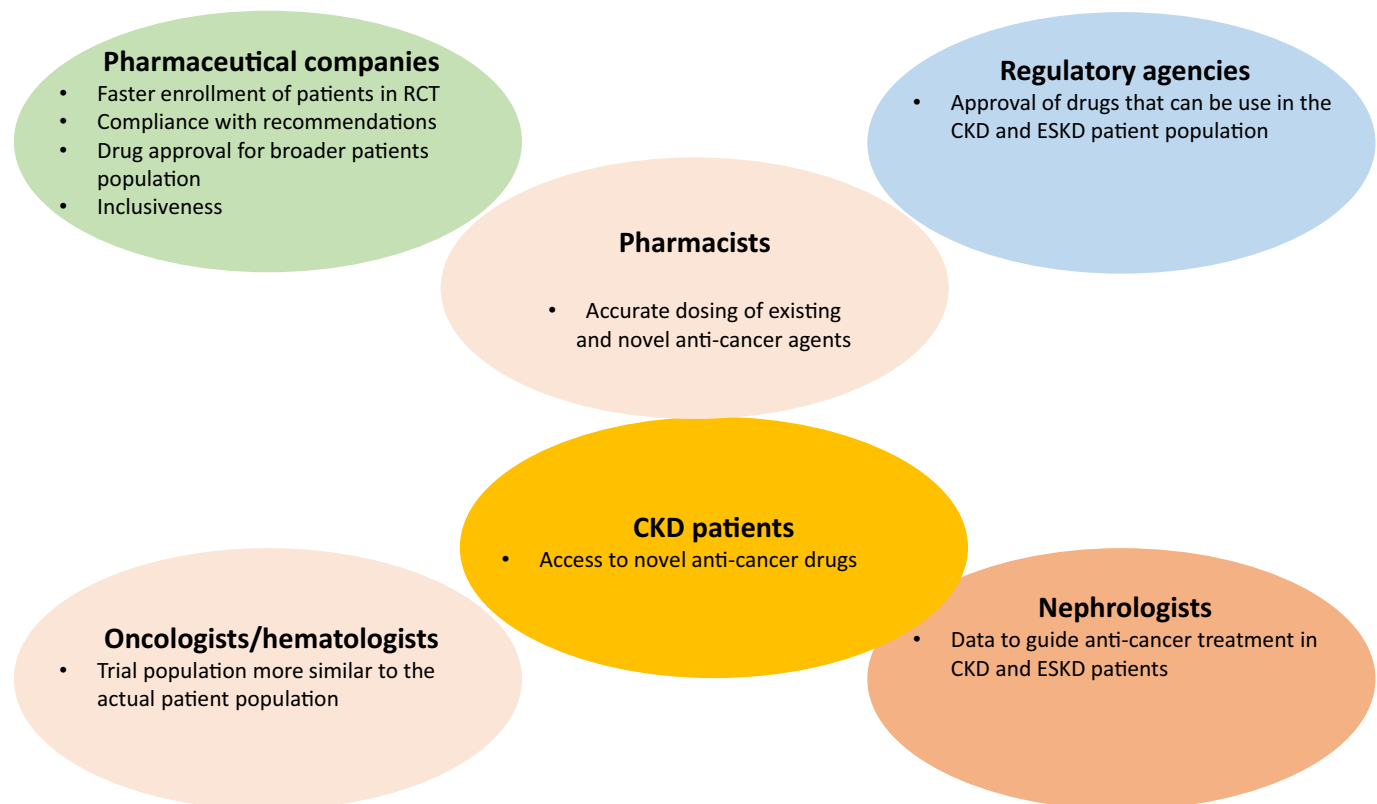 Pharmaceutical companies
• Faster enrollment of patients in RCT
• Compliance with recommendations
• Drug approval for broader patients
population
• Inclusiveness
Regulatory agencies
• Approval of drugs that can be use in the
CKD and ESKD patient population
Pharmacists
• Accurate dosing of existing
and novel anti-cancer agents
CKD patients
• Access to novel anti-cancer drugs
Oncologists/hematologists
• Trial population more similar to the
actual patient population
Nephrologists
• Data to guide anti-cancer treatment in
CKD and ESKD patients